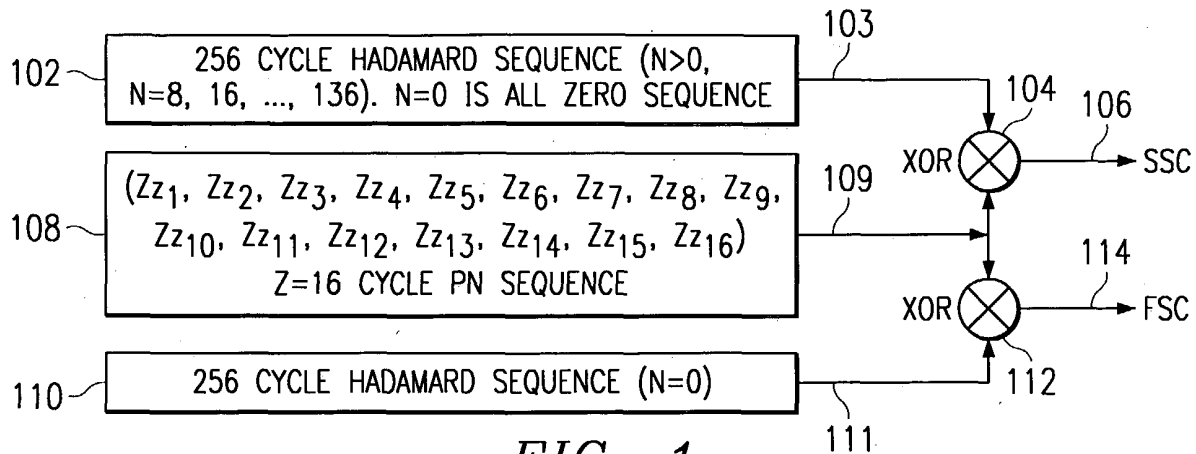 103
102
256 CYCLE HADAMARD SEQUENCE (N>0,
N=8, 16, ..., 136). N=0 IS ALL ZERO SEQUENCE
104
106
XOR
SSC
108
(Zz1, Zz2, Zz3, Zz4, Zz5, Zz6, Zz7, Zz8, Zz9,
Zz10, Zz11, Zz12, Zz13, Zz14, Zz15, Zz16)
Z=16 CYCLE PN SEQUENCE
109
114
XOR
FSC
112
110
256 CYCLE HADAMARD SEQUENCE (N=0)
111